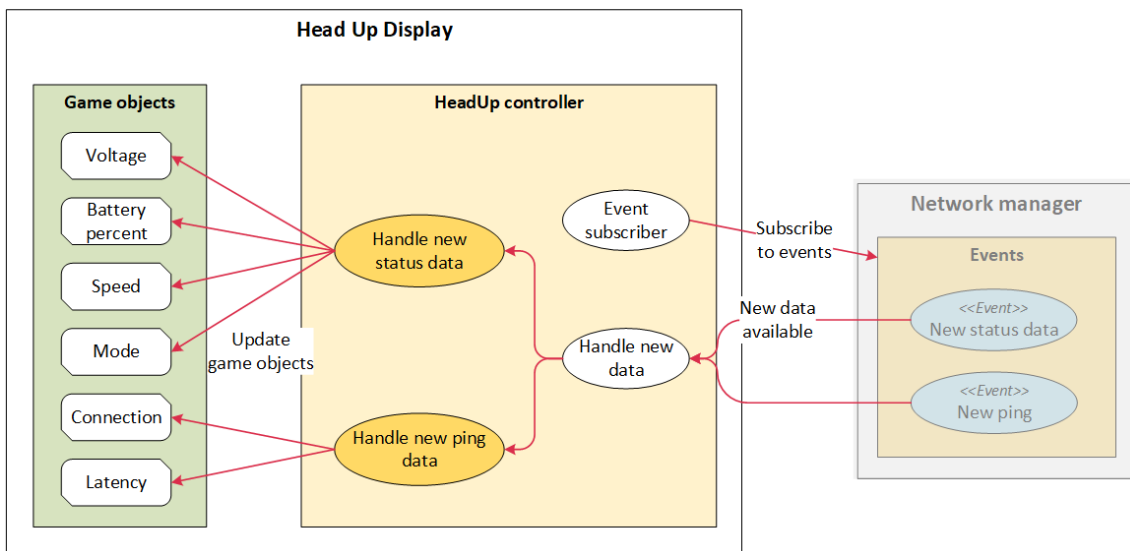 Head Up Display
Game objects
Voltage
Battery
percent
Speed
Mode
Connection
Latency
Update
game objects
HeadUp controller
Handle new
status data
Handle new ping
data
Event
subscriber
Handle new
data
Subscribe
to events
New data
available
Network manager
Events
<<Event>>
New status data
<<Event>>
New ping